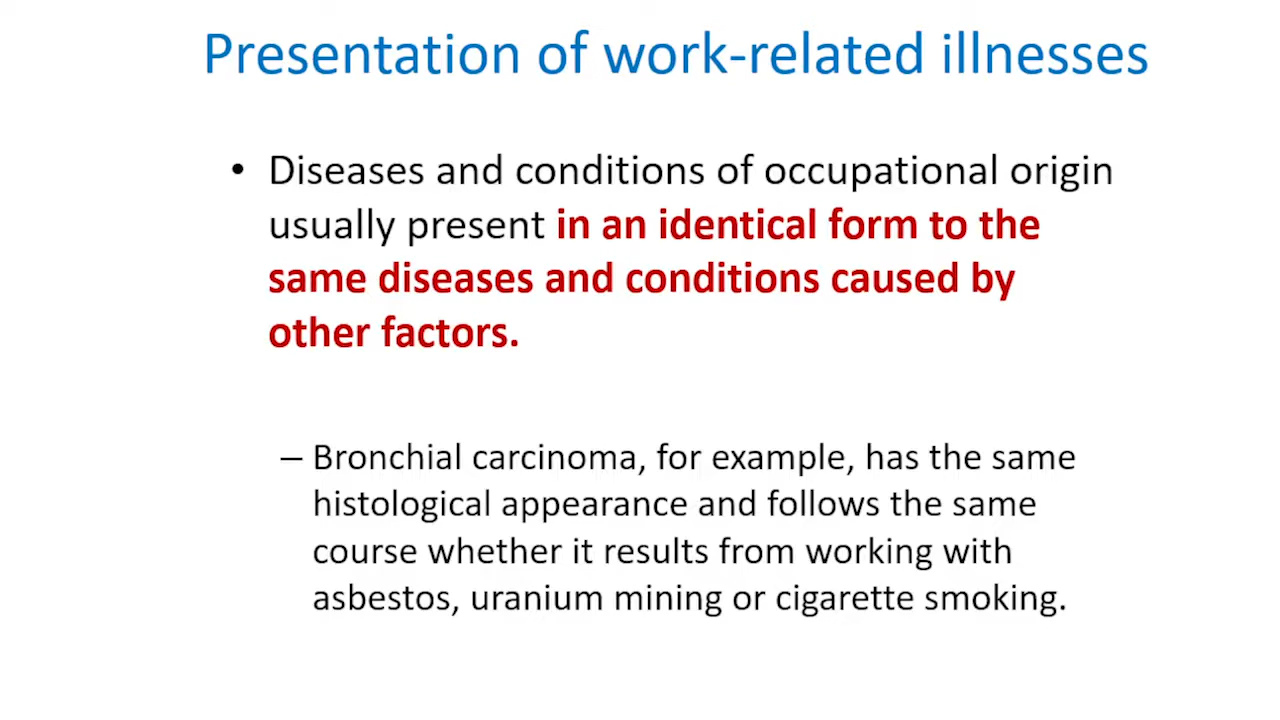 Presentation of work-related illnesses
• Diseases and conditions of occupational origin
usually present in an identical form to the
same diseases and conditions caused by
other factors.
– Bronchial carcinoma, for example, has the same
histological appearance and follows the same
course whether it results from working with
asbestos, uranium mining or cigarette smoking.